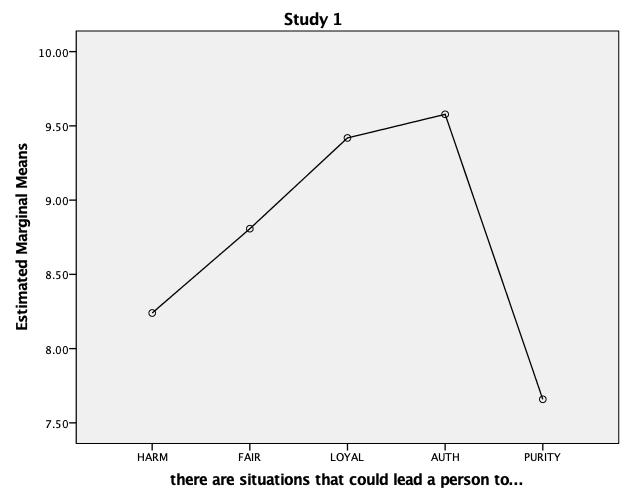 Study 1
Estimated Marginal Means
10.00
9.50
9.00
8.50
8.00
7.50
HARM FAIR LOYAL AUTH PURITY
there are situations that could lead a person to...